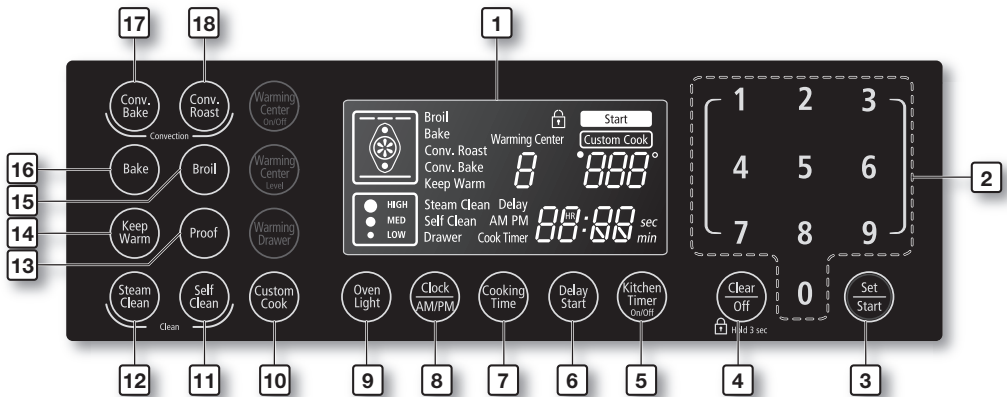 17
18
1
Conv. Bake
Conv. Roast
Warming Center On/Off
Convection
16
Bake
Broil
Warming Center Level
15
14
Keep Warm
Proof
Warming Drawer
13
Steam Clean
Self Clean
Custom Cook
Clean
Broil
Bake
Conv. Roast
Conv. Bake
Keep Warm
Warming Center
Start
Custom Cook
8
888°
HIGH
MED
LOW
Steam Clean Delay
Self Clean AM PM
Drawer Cook Timer
88:88
HR
sec
min
1 2 3
4 5 6
7 8 9
0
2
Oven Light
Clock AM/PM
Cooking Time
Delay Start
Kitchen Timer On/Off
Clear Off
Hold 3 sec
Set Start
12
11
10
9
8
7
6
5
4
3